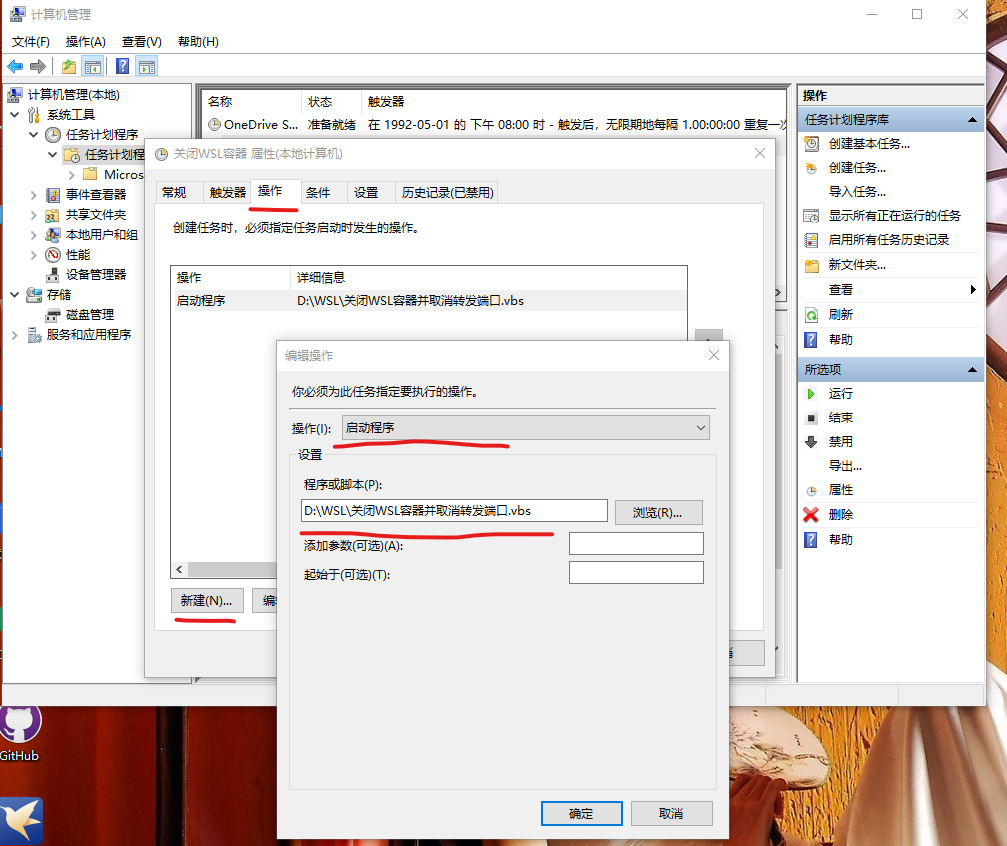 计算机管理
文件(F) 操作(A) 查看(V) 帮助(H)
计算机管理(本地)
系统工具
任务计划程序
任务计划程
Micros
事件查看器
共享文件夹
本地用户和组
性能
设备管理器
存储
磁盘管理
服务和应用程序
名称 状态 触发器
OneDrive S... 准备就绪 在 1992-05-01 的 下午 08:00 时 - 触发后，无限期地每隔 1.00:00:00 重复一次
关闭WSL容器 属性(本地计算机)
常规 触发器 操作 条件 设置 历史记录(已禁用)
创建任务时，必须指定任务启动时发生的操作。
操作 详细信息
启动程序 D:\WSL\关闭WSL容器并取消转发端口.vbs
新建(N)...
编辑操作
你必须为此任务指定要执行的操作。
操作(I): 启动程序
设置
程序或脚本(P):
D:\WSL\关闭WSL容器并取消转发端口.vbs 浏览(R)...
添加参数(可选)(A):
起始于(可选)(T):
确定 取消
操作
任务计划程序库
创建基本任务...
创建任务...
导入任务...
显示所有正在运行的任务
启用所有任务历史记录
新文件夹...
查看
刷新
帮助
所选项
运行
结束
禁用
导出...
属性
删除
帮助
GitHub